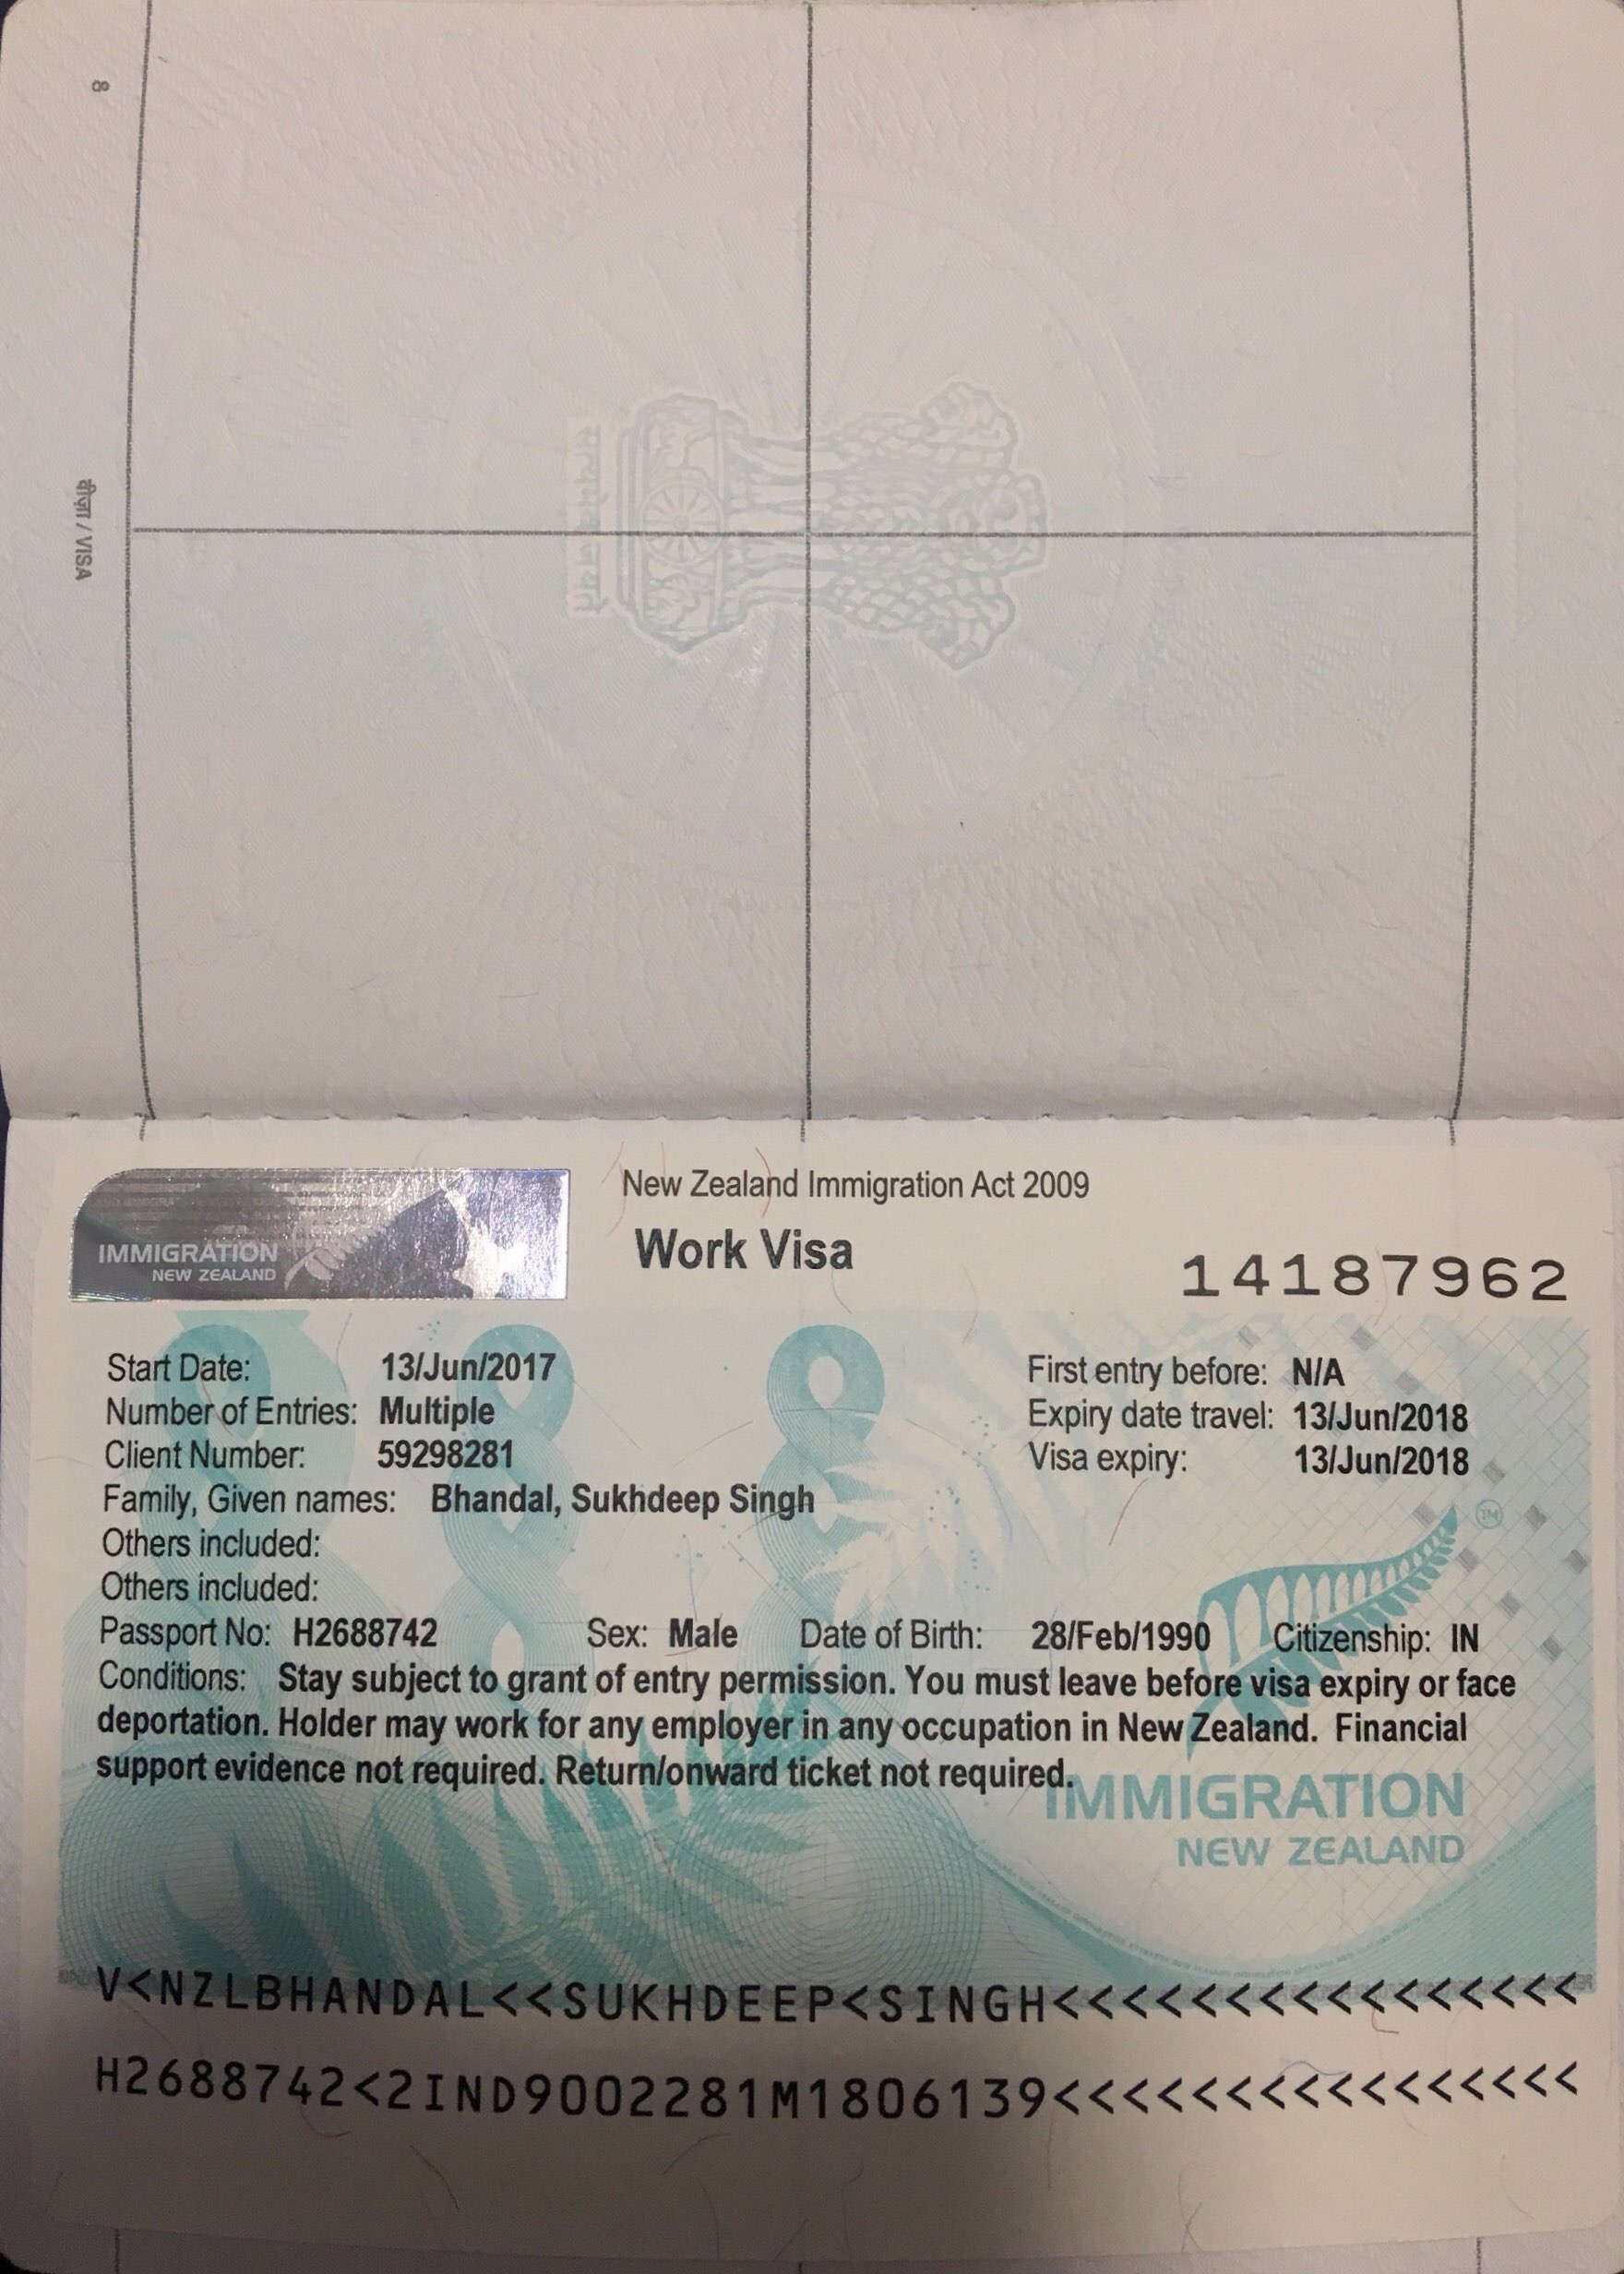 8
वीज़ा / VISA
सत्यमेव जयते
New Zealand Immigration Act 2009
IMMIGRATION
NEW ZEALAND
Work Visa
14187962
Start Date: 13/Jun/2017 First entry before: N/A
Number of Entries: Multiple Expiry date travel: 13/Jun/2018
Client Number: 59298281 Visa expiry: 13/Jun/2018
Family, Given names: Bhandal, Sukhdeep Singh
TM
Others included:
Others included:
Passport No: H2688742 Sex: Male Date of Birth: 28/Feb/1990 Citizenship: IN
Conditions: Stay subject to grant of entry permission. You must leave before visa expiry or face
deportation. Holder may work for any employer in any occupation in New Zealand. Financial
support evidence not required. Return/onward ticket not required.
IMMIGRATION
NEW ZEALAND
V<NZLBHANDAL<<SUKHDEEP<SINGH<<<<<<<<<<<<<<<<
H2688742<2IND9002281M1806139<<<<<<<<<<<<<<<<